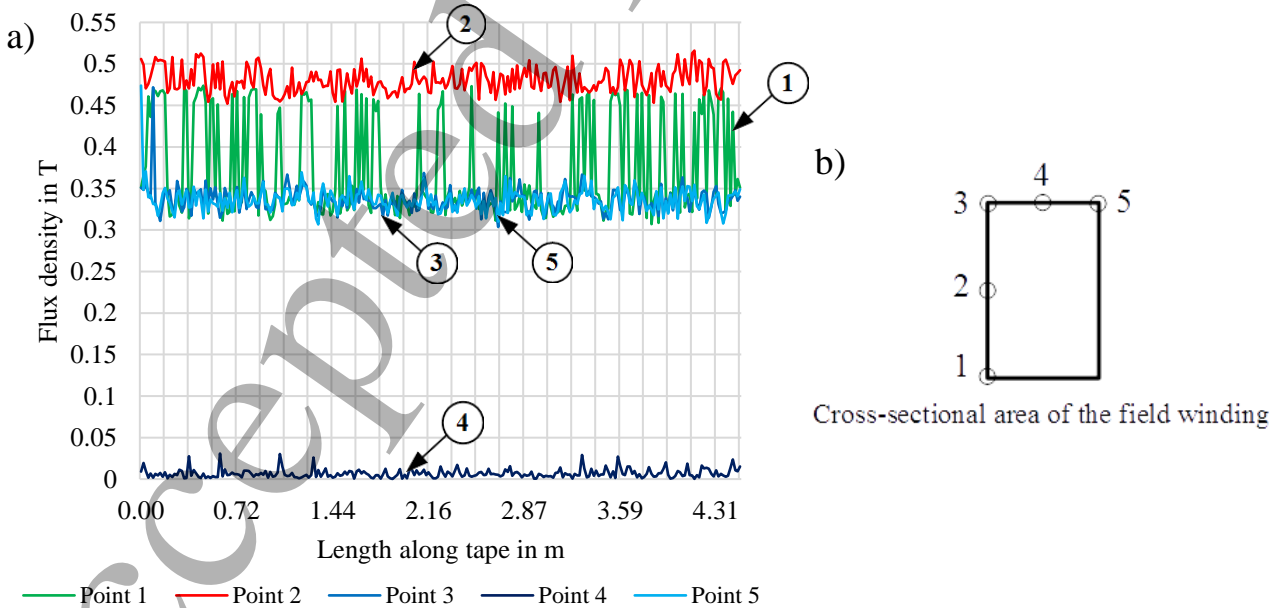 a)
0.55
0.5
0.45
0.4
0.35
0.3
0.25
0.2
0.15
0.1
0.05
0
Flux density in T
2
1
3
5
4
0.00 0.72 1.44 2.16 2.87 3.59 4.31
Length along tape in m
Point 1 Point 2 Point 3 Point 4 Point 5
b)
4
3 5
2
1
Cross-sectional area of the field winding
ccepted